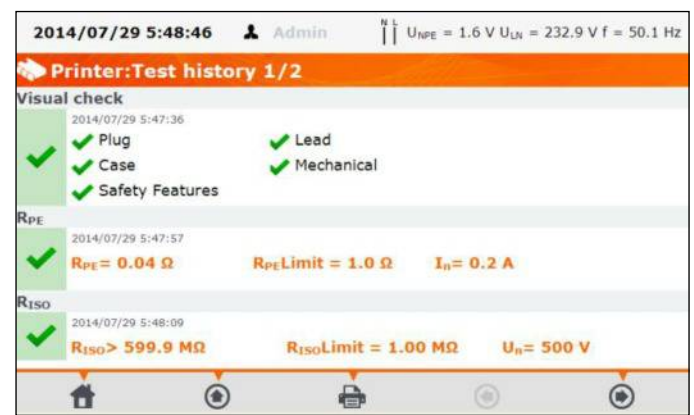 2014/07/29 5:48:46 Admin N L UNPE = 1.6 V ULN = 232.9 V f = 50.1 Hz
Printer:Test history 1/2
Visual check
2014/07/29 5:47:36
Plug Lead
Case Mechanical
Safety Features
RPE
2014/07/29 5:47:57
RPE= 0.04 Ω RPELimit = 1.0 Ω In= 0.2 A
RISO
2014/07/29 5:48:09
RISO> 599.9 MΩ RISOLimit = 1.00 MΩ Un= 500 V